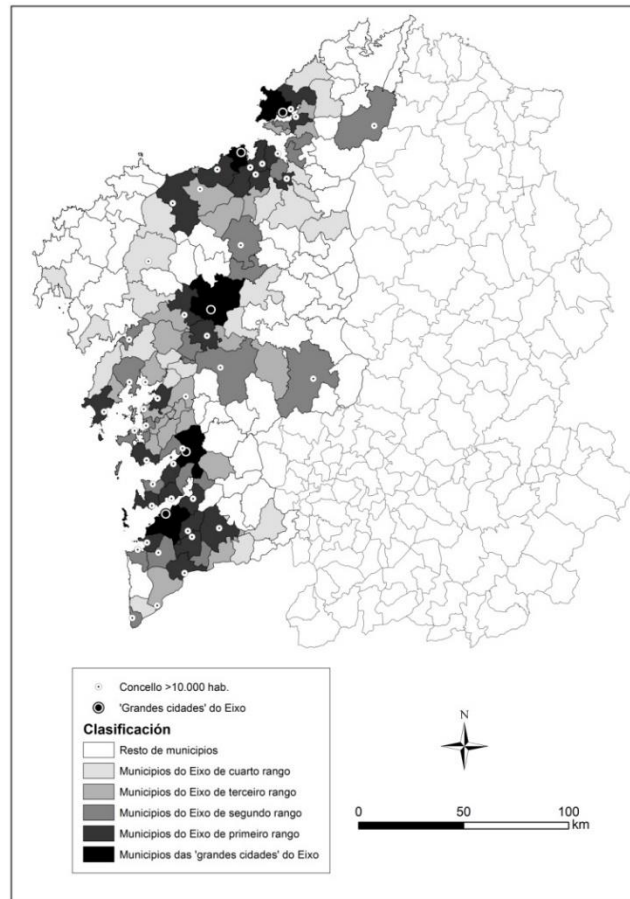 Concello >10.000 hab.
'Grandes cidades' do Eixo
Clasificación
Resto de municipios
Municipios do Eixo de cuarto rango
Municipios do Eixo de terceiro rango
Municipios do Eixo de segundo rango
Municipios do Eixo de primeiro rango
Municipios das 'grandes cidades' do Eixo
N
0 50 100
km